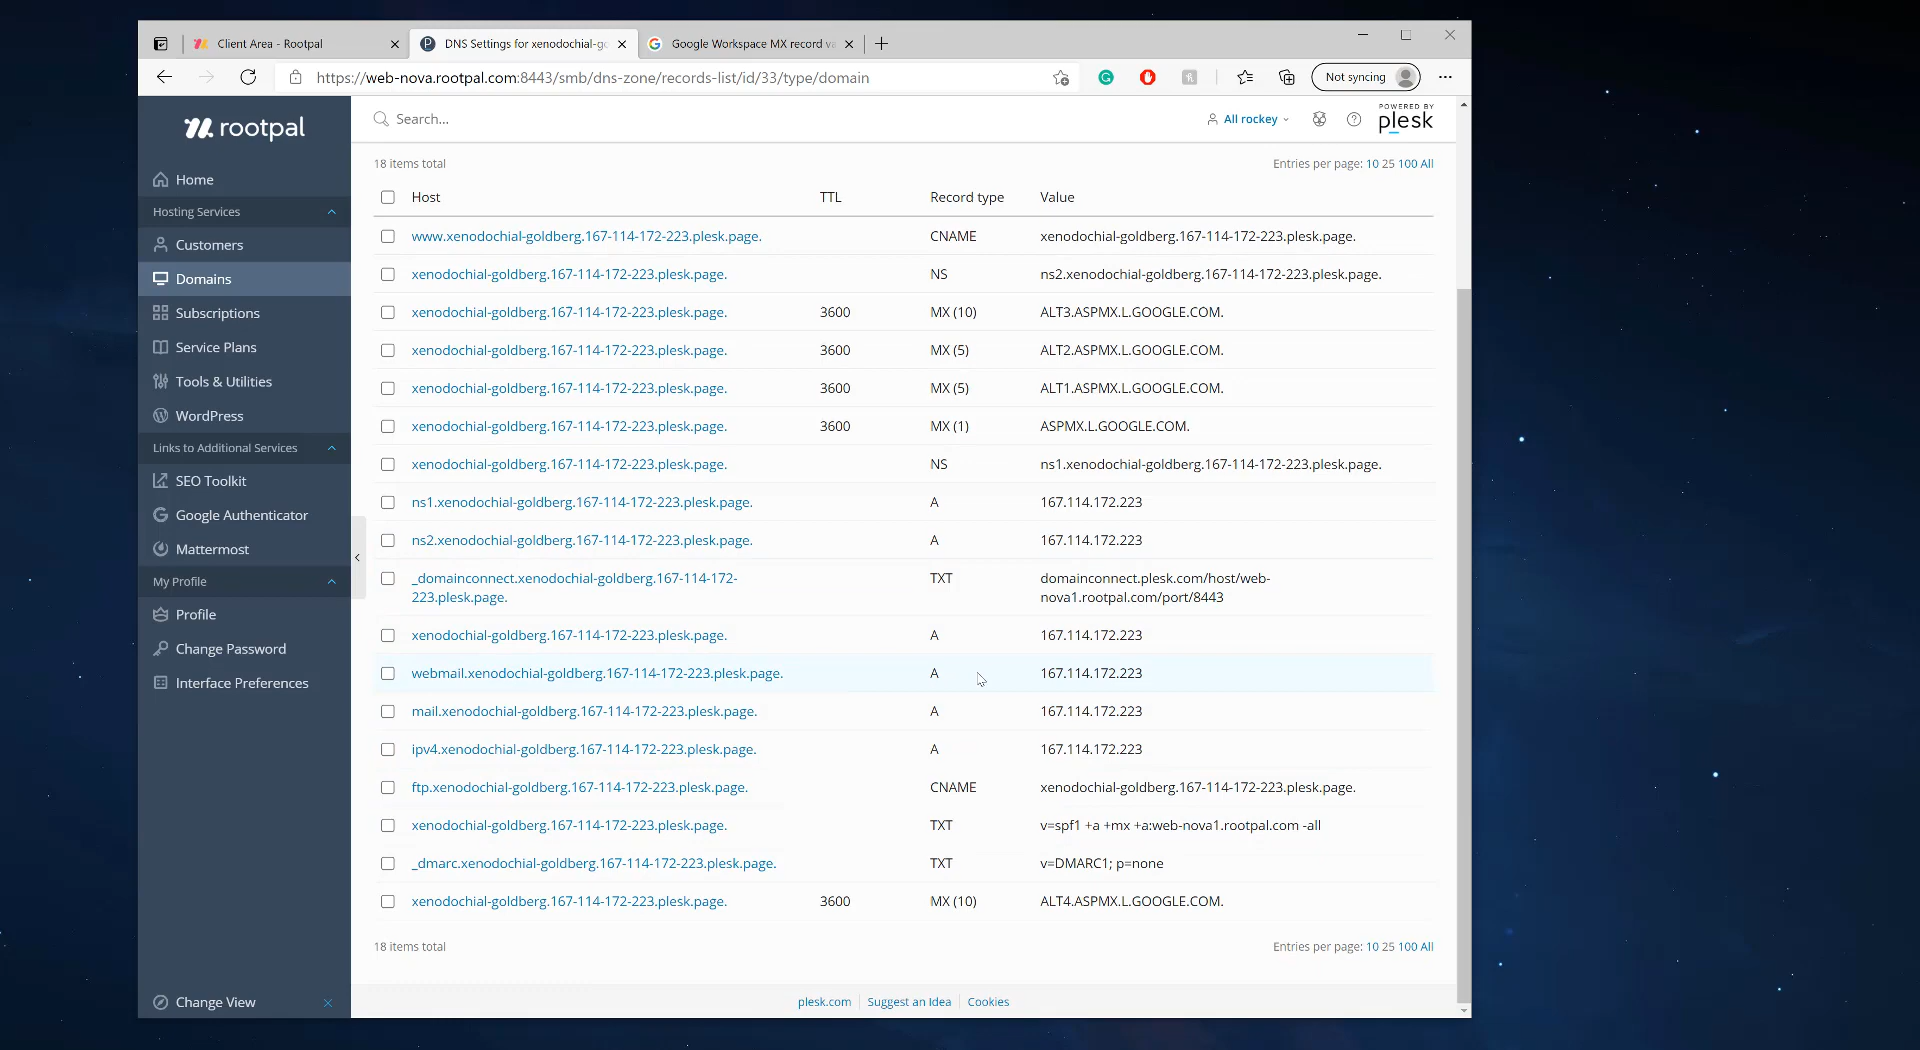 Client Area - Rootpal
DNS Settings for xenodochial-go
Google Workspace MX record va
https://web-nova.rootpal.com:8443/smb/dns-zone/records-list/id/33/type/domain
Not syncing
rootpal
Search...
All rockey
POWERED BY
plesk
Home
Hosting Services
Customers
Domains
Subscriptions
Service Plans
Tools & Utilities
WordPress
Links to Additional Services
SEO Toolkit
Google Authenticator
Mattermost
My Profile
Profile
Change Password
Interface Preferences
Change View
18 items total
Entries per page: 10 25 100 All
Host TTL Record type Value
www.xenodochial-goldberg.167-114-172-223.plesk.page. CNAME xenodochial-goldberg.167-114-172-223.plesk.page.
xenodochial-goldberg.167-114-172-223.plesk.page. NS ns2.xenodochial-goldberg.167-114-172-223.plesk.page.
xenodochial-goldberg.167-114-172-223.plesk.page. 3600 MX (10) ALT3.ASPMX.L.GOOGLE.COM.
xenodochial-goldberg.167-114-172-223.plesk.page. 3600 MX (5) ALT2.ASPMX.L.GOOGLE.COM.
xenodochial-goldberg.167-114-172-223.plesk.page. 3600 MX (5) ALT1.ASPMX.L.GOOGLE.COM.
xenodochial-goldberg.167-114-172-223.plesk.page. 3600 MX (1) ASPMX.L.GOOGLE.COM.
xenodochial-goldberg.167-114-172-223.plesk.page. NS ns1.xenodochial-goldberg.167-114-172-223.plesk.page.
ns1.xenodochial-goldberg.167-114-172-223.plesk.page. A 167.114.172.223
ns2.xenodochial-goldberg.167-114-172-223.plesk.page. A 167.114.172.223
_domainconnect.xenodochial-goldberg.167-114-172- TXT domainconnect.plesk.com/host/web-
223.plesk.page. nova1.rootpal.com/port/8443
xenodochial-goldberg.167-114-172-223.plesk.page. A 167.114.172.223
webmail.xenodochial-goldberg.167-114-172-223.plesk.page. A 167.114.172.223
mail.xenodochial-goldberg.167-114-172-223.plesk.page. A 167.114.172.223
ipv4.xenodochial-goldberg.167-114-172-223.plesk.page. A 167.114.172.223
ftp.xenodochial-goldberg.167-114-172-223.plesk.page. CNAME xenodochial-goldberg.167-114-172-223.plesk.page.
xenodochial-goldberg.167-114-172-223.plesk.page. TXT v=spf1 +a +mx +a:web-nova1.rootpal.com -all
_dmarc.xenodochial-goldberg.167-114-172-223.plesk.page. TXT v=DMARC1; p=none
xenodochial-goldberg.167-114-172-223.plesk.page. 3600 MX (10) ALT4.ASPMX.L.GOOGLE.COM.
18 items total
Entries per page: 10 25 100 All
plesk.com Suggest an Idea Cookies